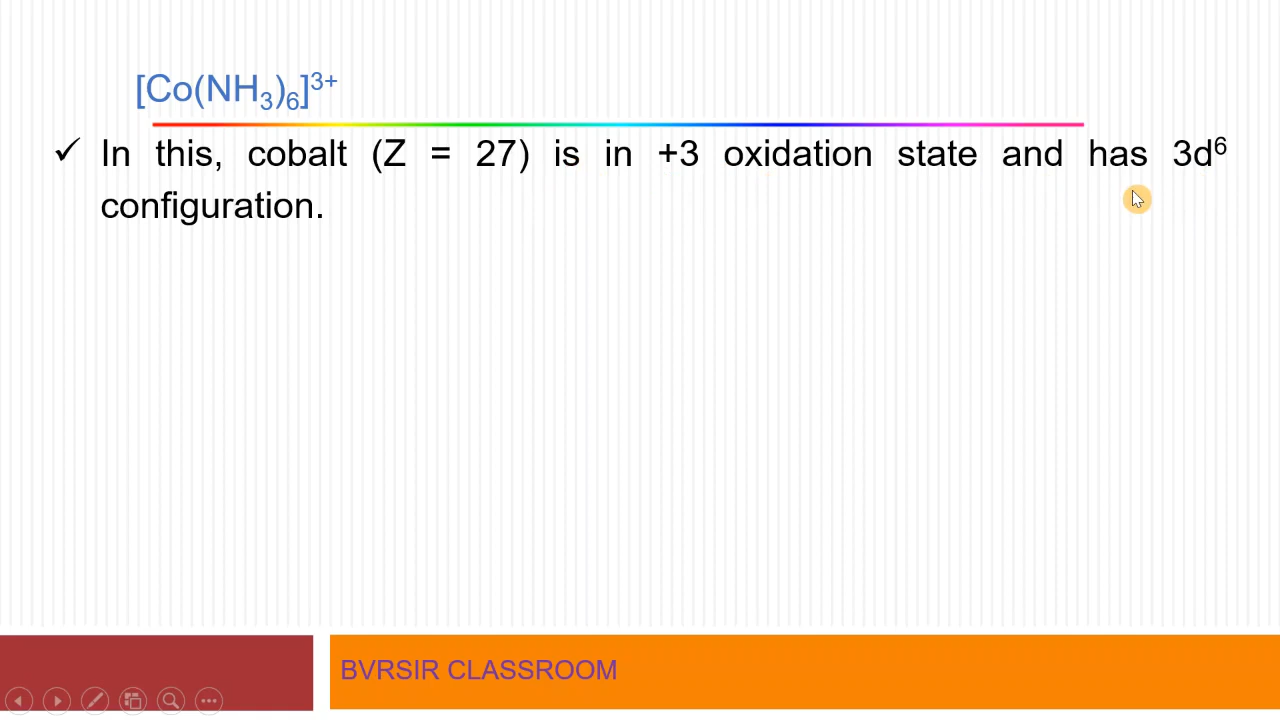 [Co(NH₃)₆]³⁺
✓ In this, cobalt (Z = 27) is in +3 oxidation state and has 3d⁶
configuration.
BVRSIR CLASSROOM